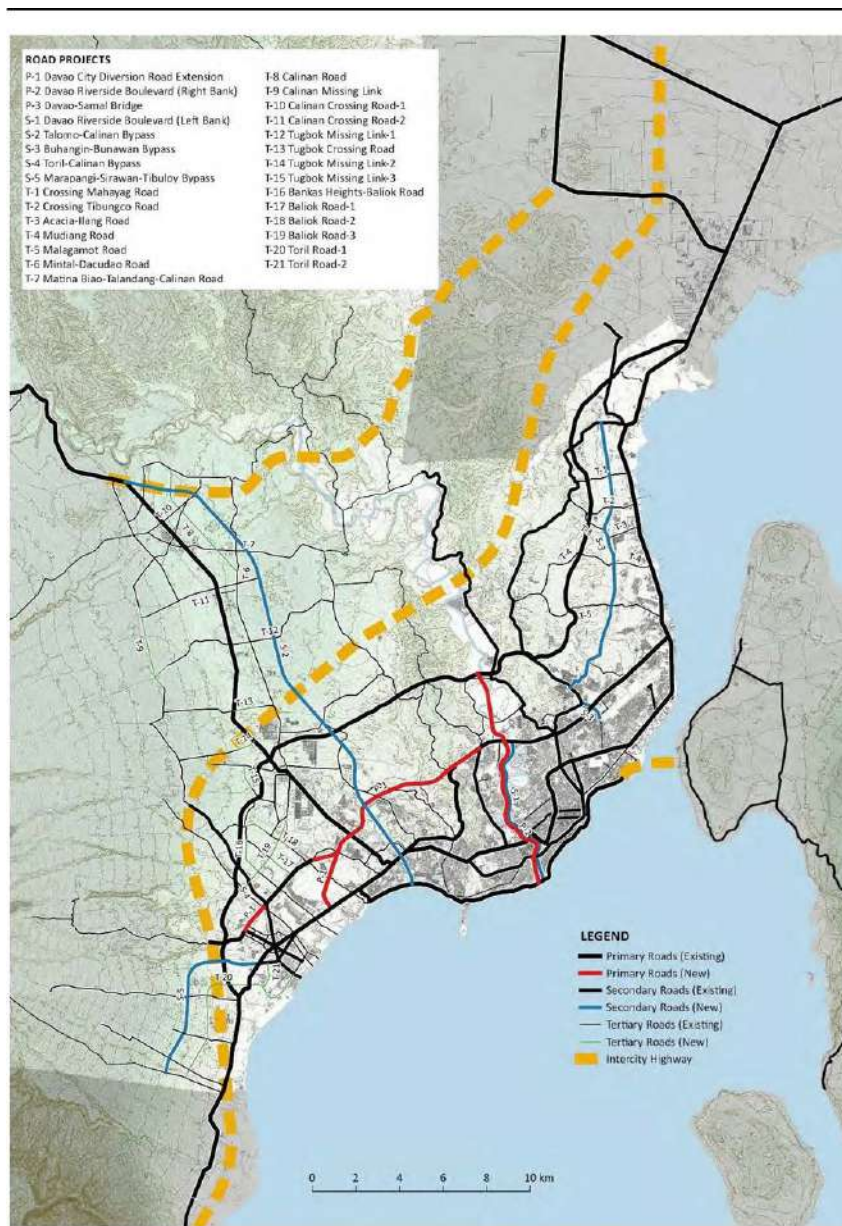 ROAD PROJECTS
P-1 Davao City Diversion Road Extension
P-2 Davao Riverside Boulevard (Right Bank)
P-3 Davao-Samal Bridge
S-1 Davao Riverside Boulevard (Left Bank)
S-2 Talomo-Calinan Bypass
S-3 Buhangin-Bunawan Bypass
S-4 Toril-Calinan Bypass
S-5 Marapangi-Sirawan-Tibuloy Bypass
T-1 Crossing Mahayag Road
T-2 Crossing Tibungco Road
T-3 Acacia-Ilang Road
T-4 Mudiang Road
T-5 Malagamot Road
T-6 Mintal-Dacudao Road
T-7 Matina Biao-Talandang-Calinan Road
T-8 Calinan Road
T-9 Calinan Missing Link
T-10 Calinan Crossing Road-1
T-11 Calinan Crossing Road-2
T-12 Tugbok Missing Link-1
T-13 Tugbok Crossing Road
T-14 Tugbok Missing Link-2
T-15 Tugbok Missing Link-3
T-16 Bankas Heights-Baliok Road
T-17 Baliok Road-1
T-18 Baliok Road-2
T-19 Baliok Road-3
T-20 Toril Road-1
T-21 Toril Road-2
T-1
T-2
T-10
T-8
T-3
S-3
T-7
T-4
T-4
T-11
T-5
T-12
S-2
T-9
T-13
T-18
T-19
T-17
P-1
S-4
P-1
T-20
S-5
LEGEND
Primary Roads (Existing)
Primary Roads (New)
Secondary Roads (Existing)
Secondary Roads (New)
Tertiary Roads (Existing)
Tertiary Roads (New)
Intercity Highway
0 2 4 6 8 10 km